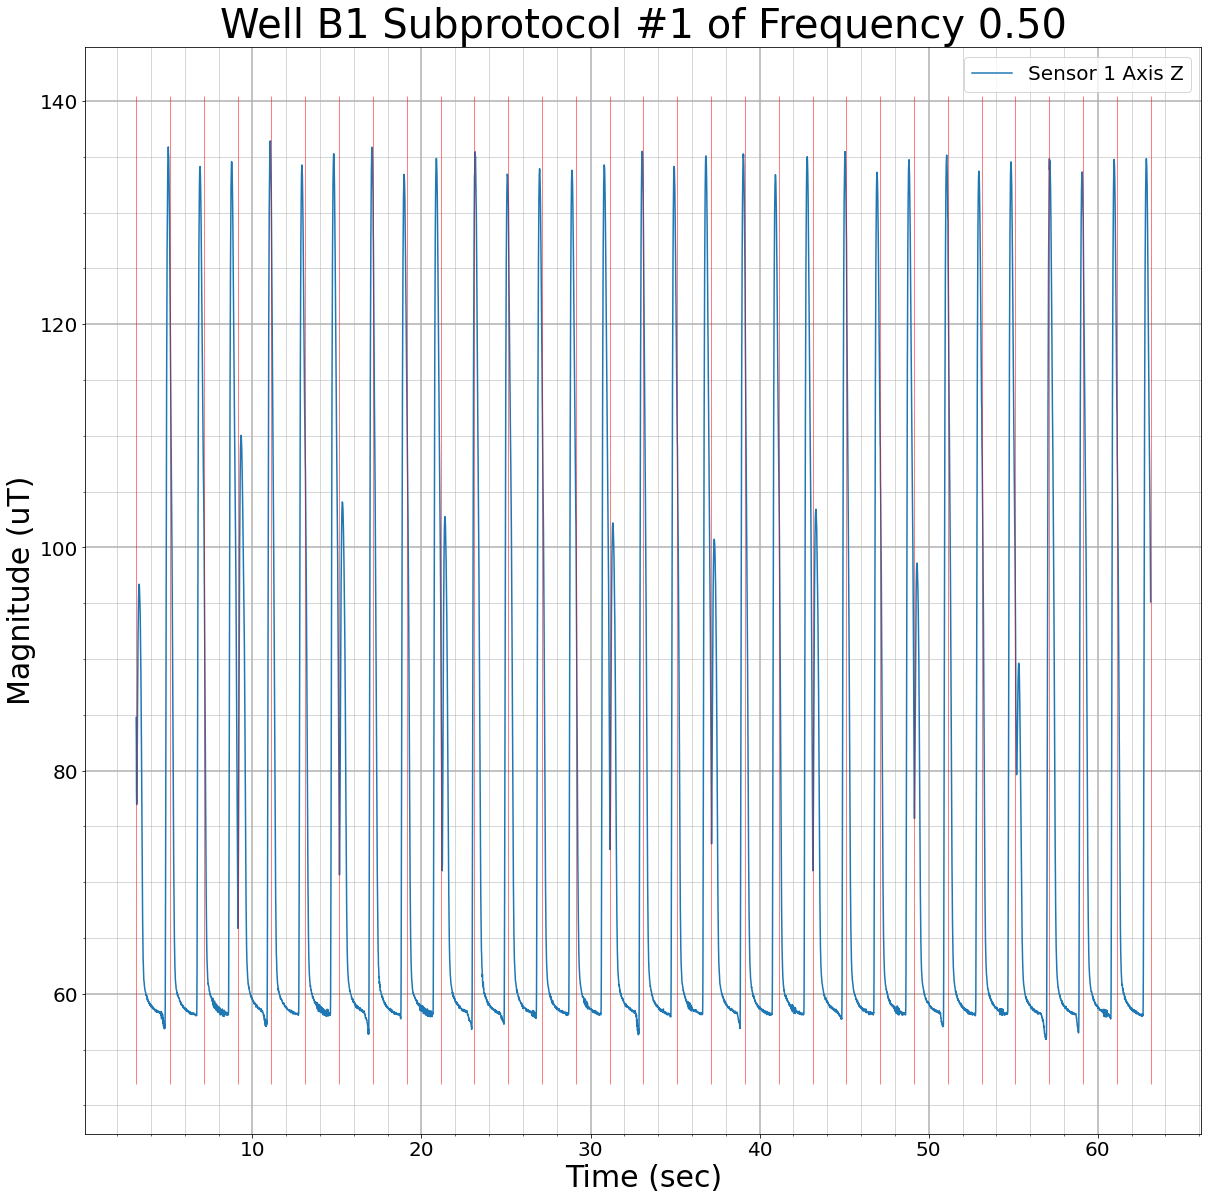 Well B1 Subprotocol #1 of Frequency 0.50
Sensor 1 Axis Z
140
120
100
80
60
Magnitude (uT)
10 20 30 40 50 60
Time (sec)